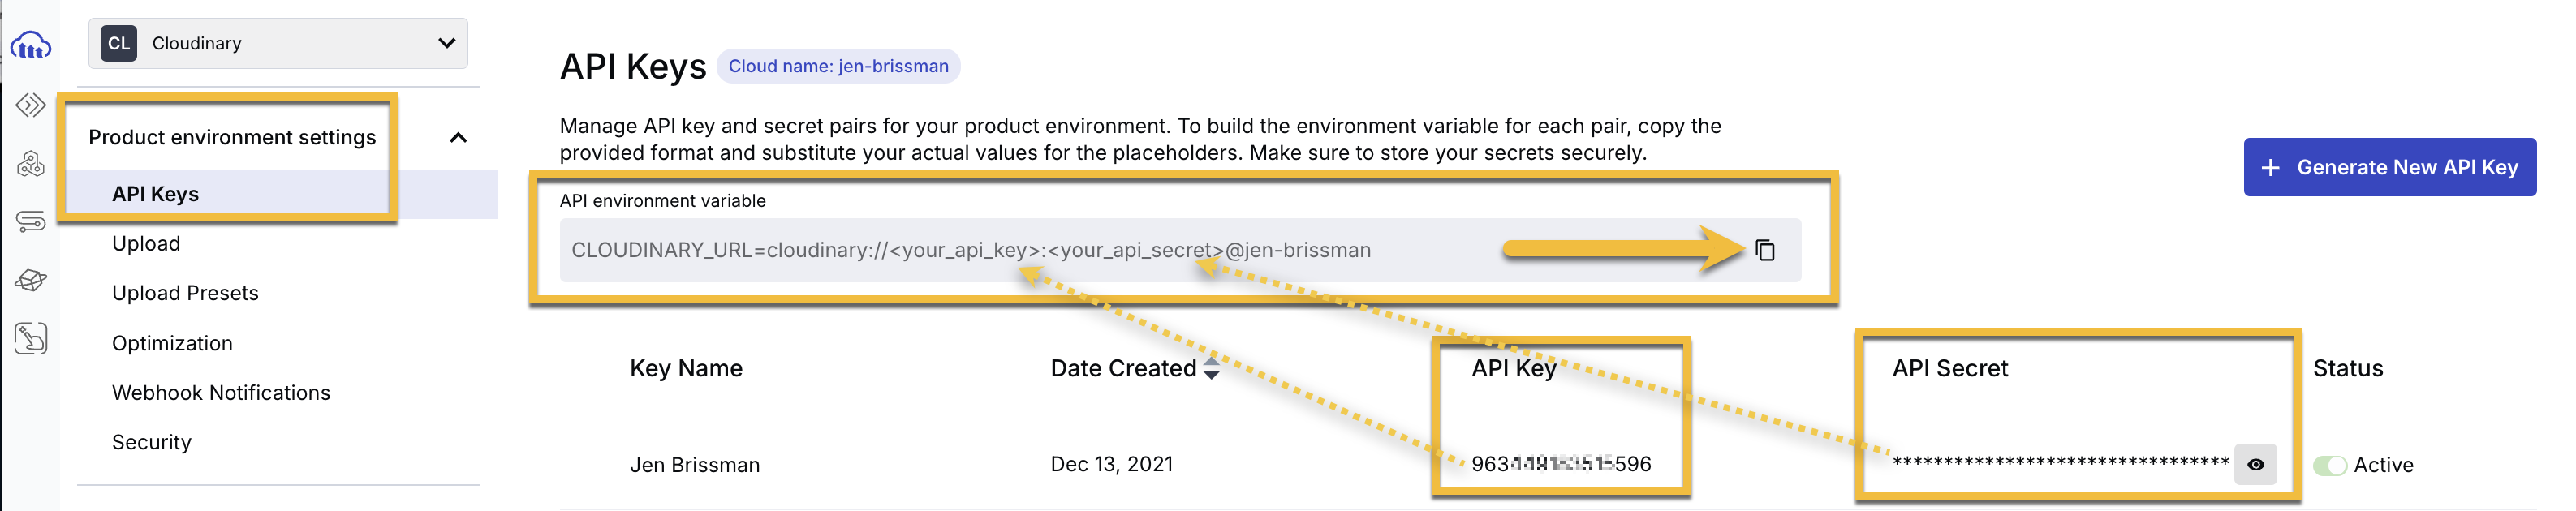 CL Cloudinary
Product environment settings
API Keys
Upload
Upload Presets
Optimization
Webhook Notifications
Security
API Keys Cloud name: jen-brissman
Manage API key and secret pairs for your product environment. To build the environment variable for each pair, copy the
provided format and substitute your actual values for the placeholders. Make sure to store your secrets securely.
+ Generate New API Key
API environment variable
CLOUDINARY_URL=cloudinary://<your_api_key>:<your_api_secret>@jen-brissman
Key Name Date Created API Key API Secret Status
Jen Brissman Dec 13, 2021 963 596 ********************************* Active